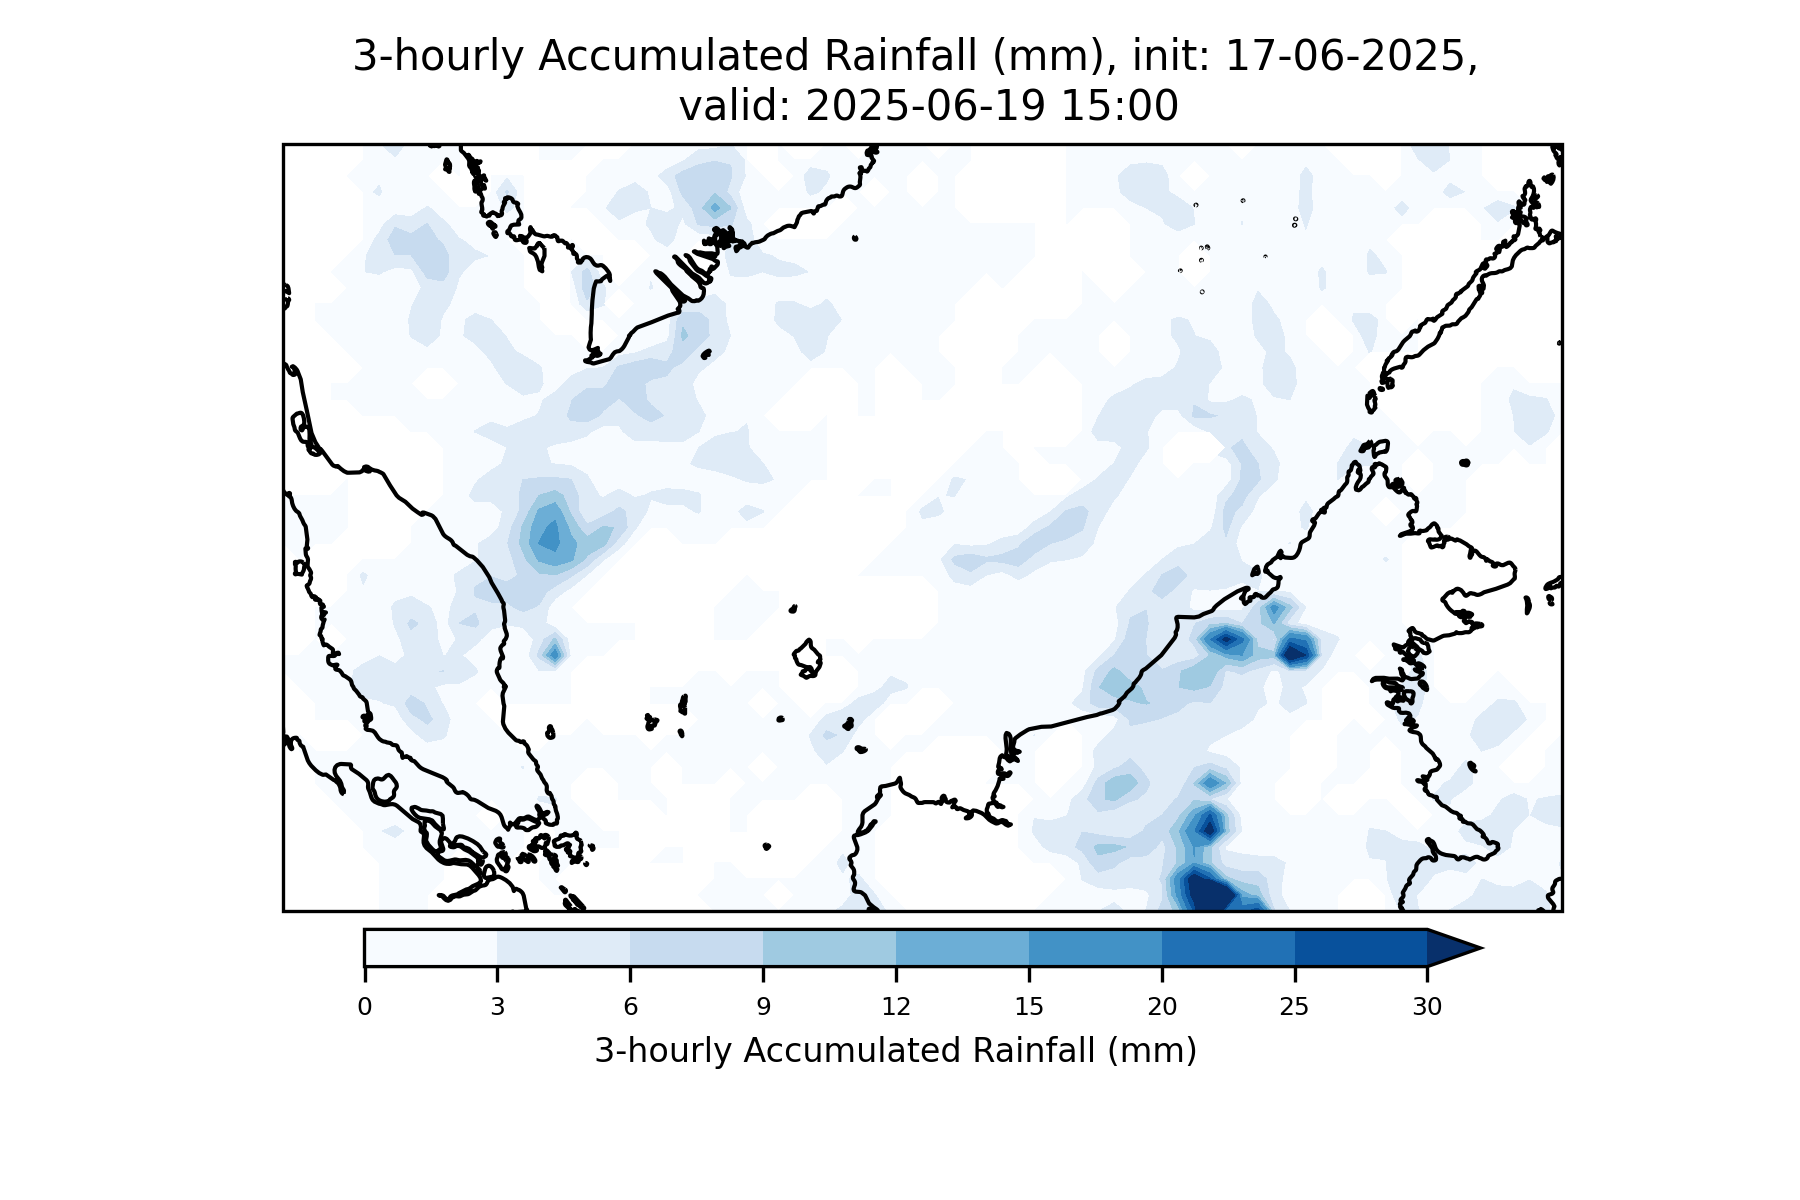 3-hourly Accumulated Rainfall (mm), init: 17-06-2025,
valid: 2025-06-19 15:00
0 3 6 9 12 15 20 25 30
3-hourly Accumulated Rainfall (mm)